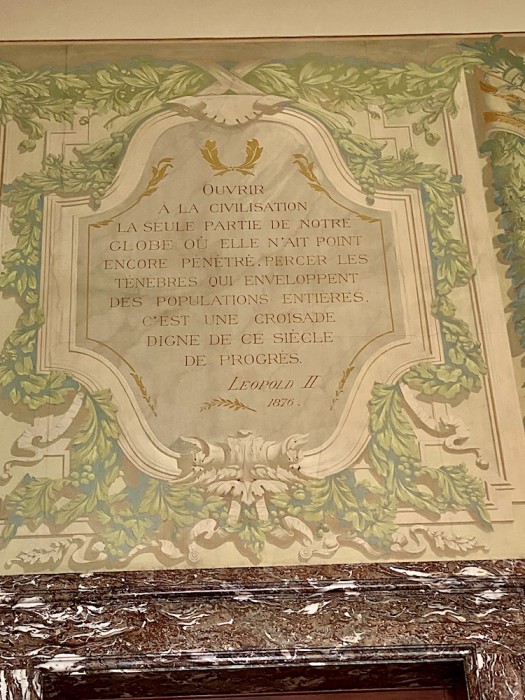 OUVRIR
À LA CIVILISATION
LA SEULE PARTIE DE NOTRE
GLOBE OÙ ELLE N'AIT POINT
ENCORE PÉNÉTRÉ, PERCER LES
TÉNÈBRES QUI ENVELOPPENT
DES POPULATIONS ENTIÈRES,
C'EST UNE CROISADE
DIGNE DE CE SIÈCLE
DE PROGRÈS.
LEOPOLD II
1876.